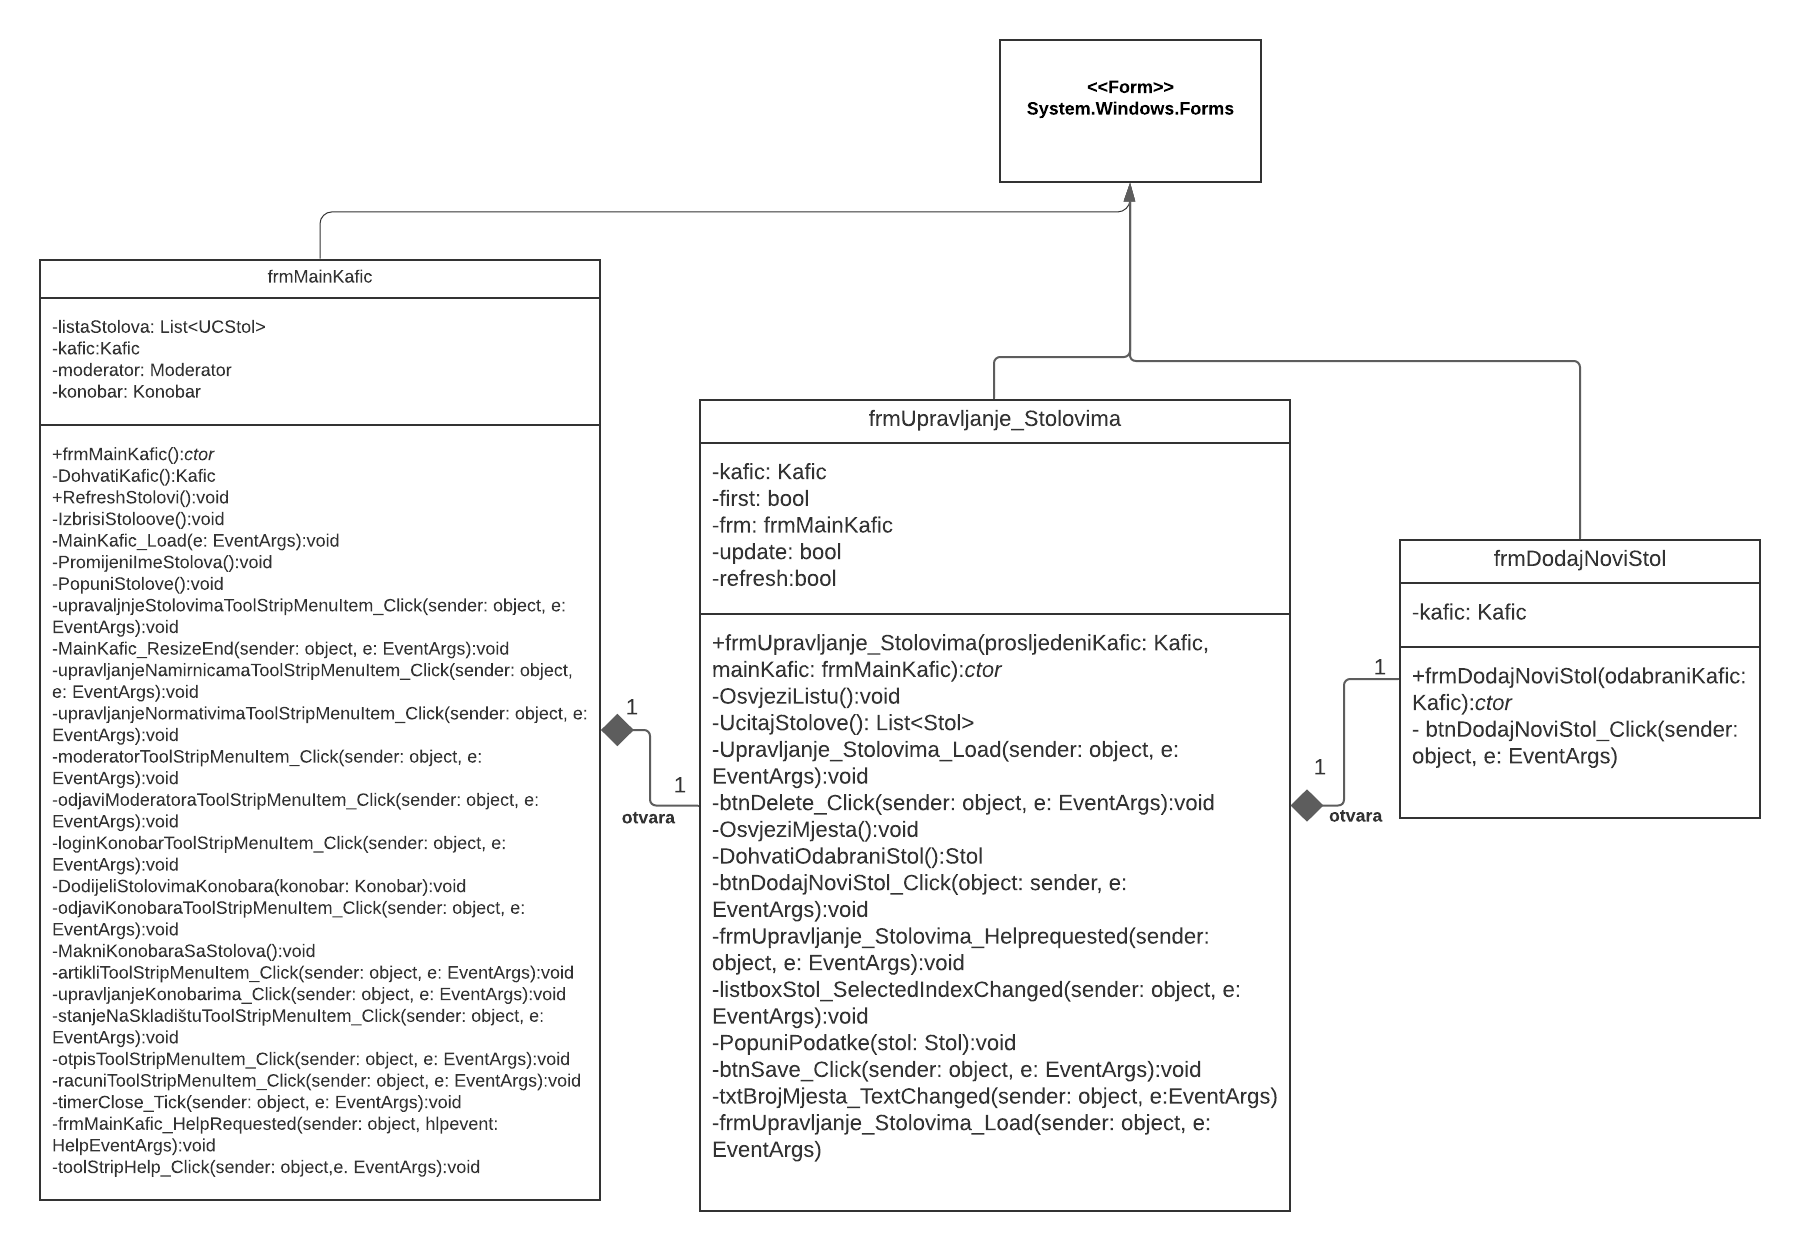 <<Form>>
System.Windows.Forms
frmMainKafic
-listaStolova: List<UCStol>
-kafic:Kafic
-moderator: Moderator
-konobar: Konobar
+frmMainKafic():ctor
-DohvatiKafic():Kafic
+RefreshStolovi():void
-IzbrisiStoloove():void
-MainKafic_Load(e: EventArgs):void
-PromijeniImeStolova():void
-PopuniStolove():void
-upravaljnjeStolovimaToolStripMenuItem_Click(sender: object, e:
EventArgs):void
-MainKafic_ResizeEnd(sender: object, e: EventArgs):void
-upravljanjeNamirnicamaToolStripMenuItem_Click(sender: object,
e: EventArgs):void
-upravljanjeNormativimaToolStripMenuItem_Click(sender: object, e:
EventArgs):void
-moderatorToolStripMenuItem_Click(sender: object, e:
EventArgs):void
-odjaviModeratoraToolStripMenuItem_Click(sender: object, e:
EventArgs):void
-loginKonobarToolStripMenuItem_Click(sender: object, e:
EventArgs):void
-DodijeliStolovimaKonobara(konobar: Konobar):void
-odjaviKonobaraToolStripMenuItem_Click(sender: object, e:
EventArgs):void
-MakniKonobaraSaStolova():void
-artikliToolStripMenuItem_Click(sender: object, e: EventArgs):void
-upravljanjeKonobarima_Click(sender: object, e: EventArgs):void
-stanjeNaSkladištuToolStripMenuItem_Click(sender: object, e:
EventArgs):void
-otpisToolStripMenuItem_Click(sender: object, e: EventArgs):void
-racuniToolStripMenuItem_Click(sender: object, e: EventArgs):void
-timerClose_Tick(sender: object, e: EventArgs):void
-frmMainKafic_HelpRequested(sender: object, hlpevent:
HelpEventArgs):void
-toolStripHelp_Click(sender: object,e. EventArgs):void
1
1
otvara
frmUpravljanje_Stolovima
-kafic: Kafic
-first: bool
-frm: frmMainKafic
-update: bool
-refresh:bool
+frmUpravljanje_Stolovima(prosljedeniKafic: Kafic,
mainKafic: frmMainKafic):ctor
-OsvjeziListu():void
-UcitajStolove(): List<Stol>
-Upravljanje_Stolovima_Load(sender: object, e:
EventArgs):void
-btnDelete_Click(sender: object, e: EventArgs):void
-OsvjeziMjesta():void
-DohvatiOdabraniStol():Stol
-btnDodajNoviStol_Click(object: sender, e:
EventArgs):void
-frmUpravljanje_Stolovima_Helprequested(sender:
object, e: EventArgs):void
-listboxStol_SelectedIndexChanged(sender: object, e:
EventArgs):void
-PopuniPodatke(stol: Stol):void
-btnSave_Click(sender: object, e: EventArgs):void
-txtBrojMjesta_TextChanged(sender: object, e:EventArgs)
-frmUpravljanje_Stolovima_Load(sender: object, e:
EventArgs)
1
1
otvara
frmDodajNoviStol
-kafic: Kafic
+frmDodajNoviStol(odabraniKafic:
Kafic):ctor
- btnDodajNoviStol_Click(sender:
object, e: EventArgs)